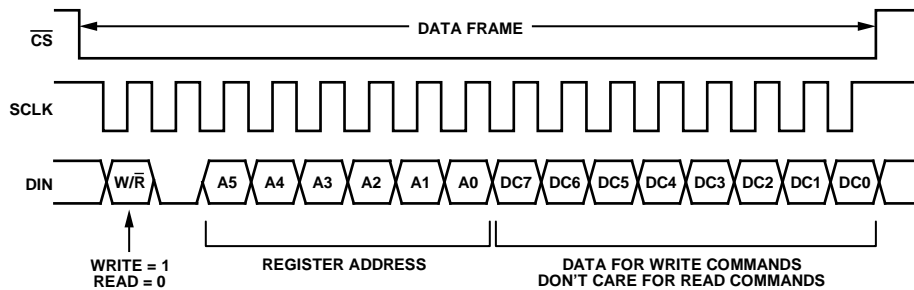 DATA FRAME
CS
SCLK
DIN
W/R A5 A4 A3 A2 A1 A0 DC7 DC6 DC5 DC4 DC3 DC2 DC1 DC0
WRITE = 1
READ = 0
REGISTER ADDRESS
DATA FOR WRITE COMMANDS
DON'T CARE FOR READ COMMANDS